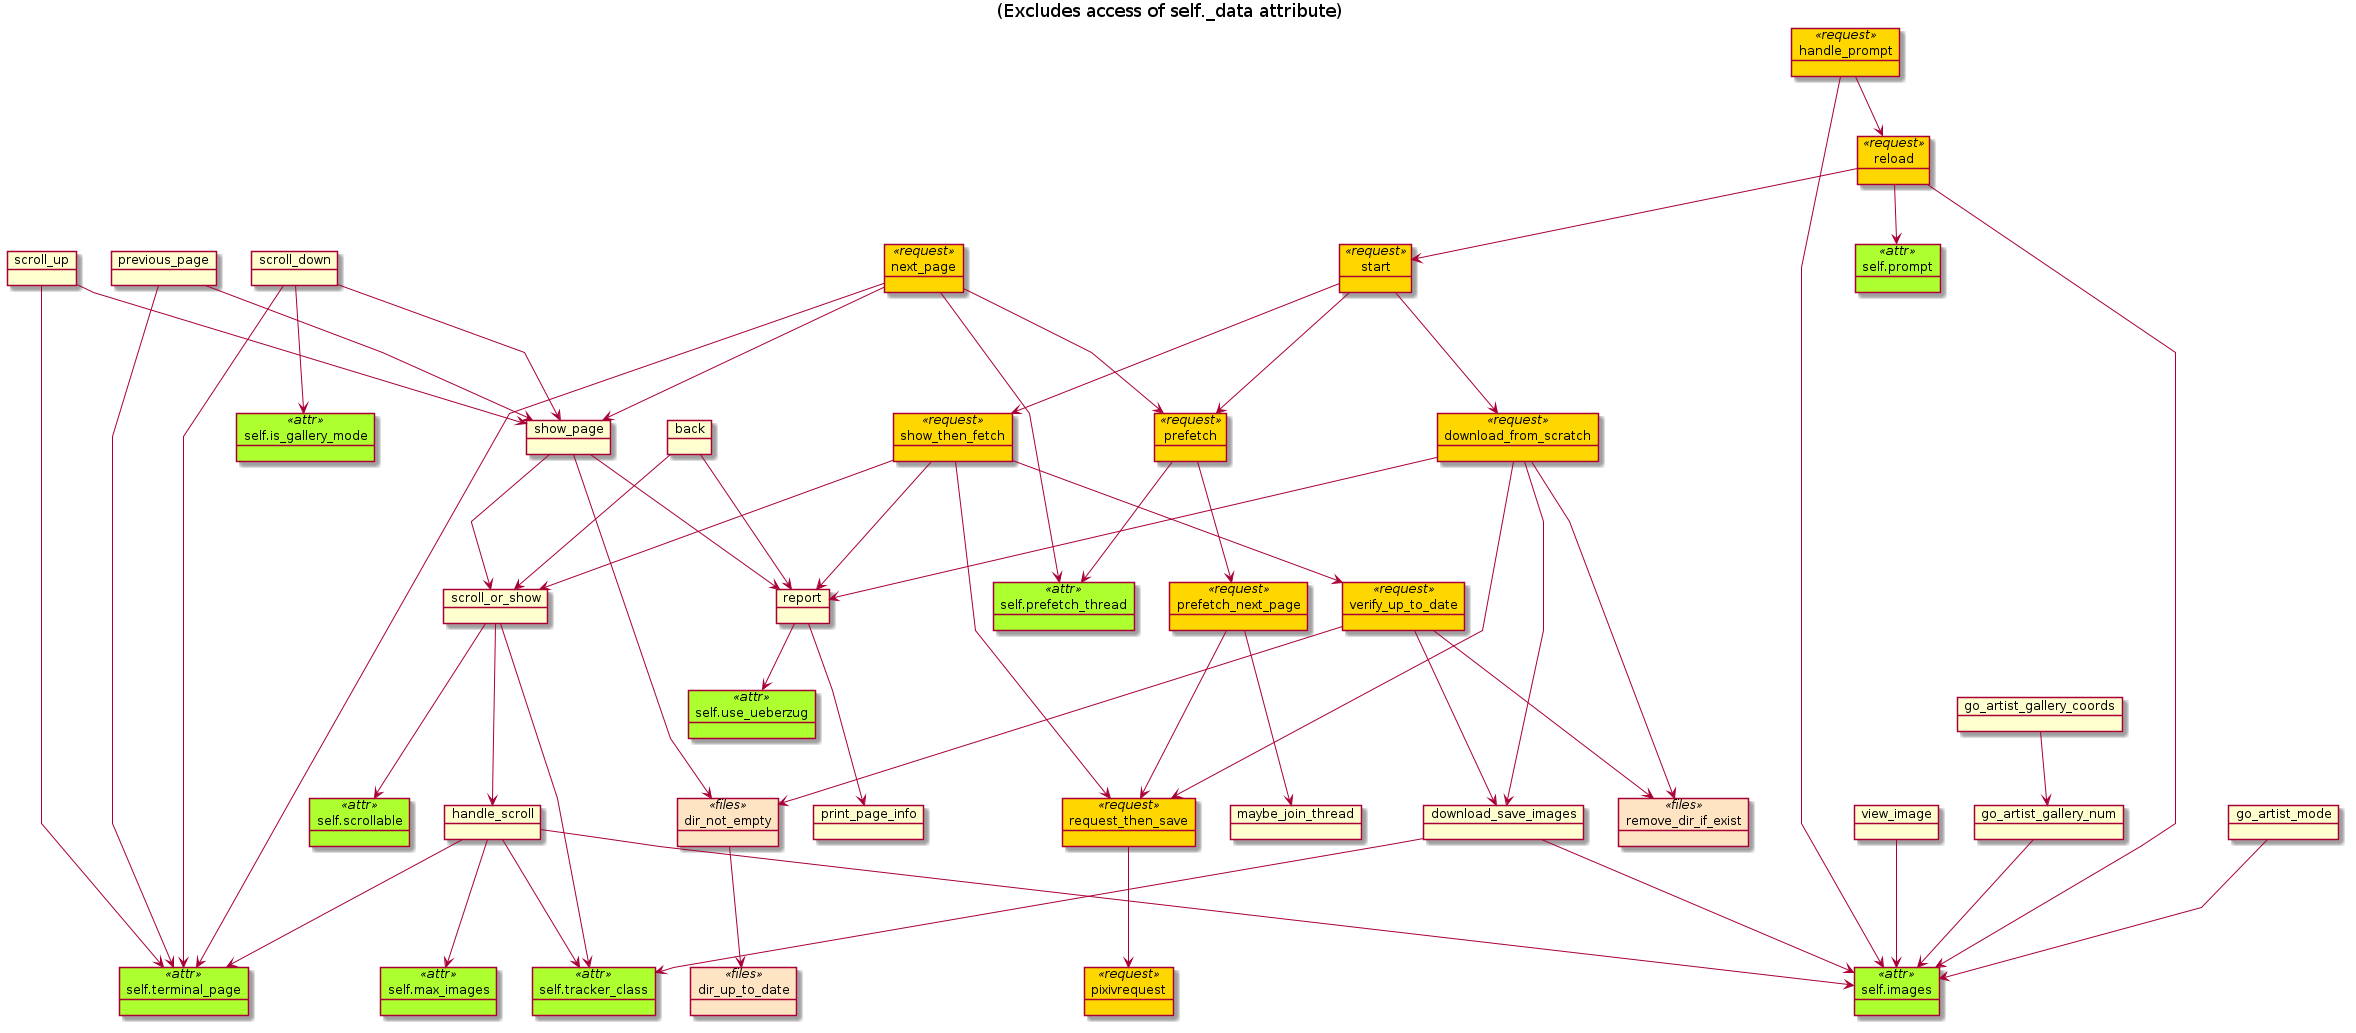 (Excludes access of self._data attribute)
«request»
handle_prompt
«request»
reload
scroll_up
previous_page
scroll_down
«request»
next_page
«request»
start
«attr»
self.prompt
«attr»
self.is_gallery_mode
show_page
back
«request»
show_then_fetch
«request»
prefetch
«request»
download_from_scratch
scroll_or_show
report
«attr»
self.prefetch_thread
«request»
prefetch_next_page
«request»
verify_up_to_date
«attr»
self.use_ueberzug
go_artist_gallery_coords
«attr»
self.scrollable
handle_scroll
«files»
dir_not_empty
print_page_info
«request»
request_then_save
maybe_join_thread
download_save_images
«files»
remove_dir_if_exist
view_image
go_artist_gallery_num
go_artist_mode
«attr»
self.terminal_page
«attr»
self.max_images
«attr»
self.tracker_class
«files»
dir_up_to_date
«request»
pixivrequest
«attr»
self.images